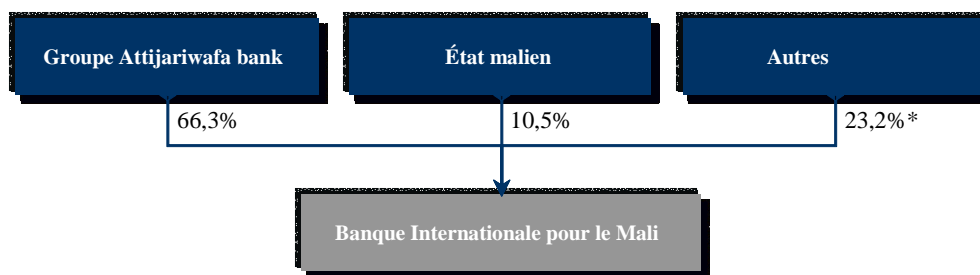 Groupe Attijariwafa bank
État malien
Autres
66,3%
10,5%
23,2%*
Banque Internationale pour le Mali